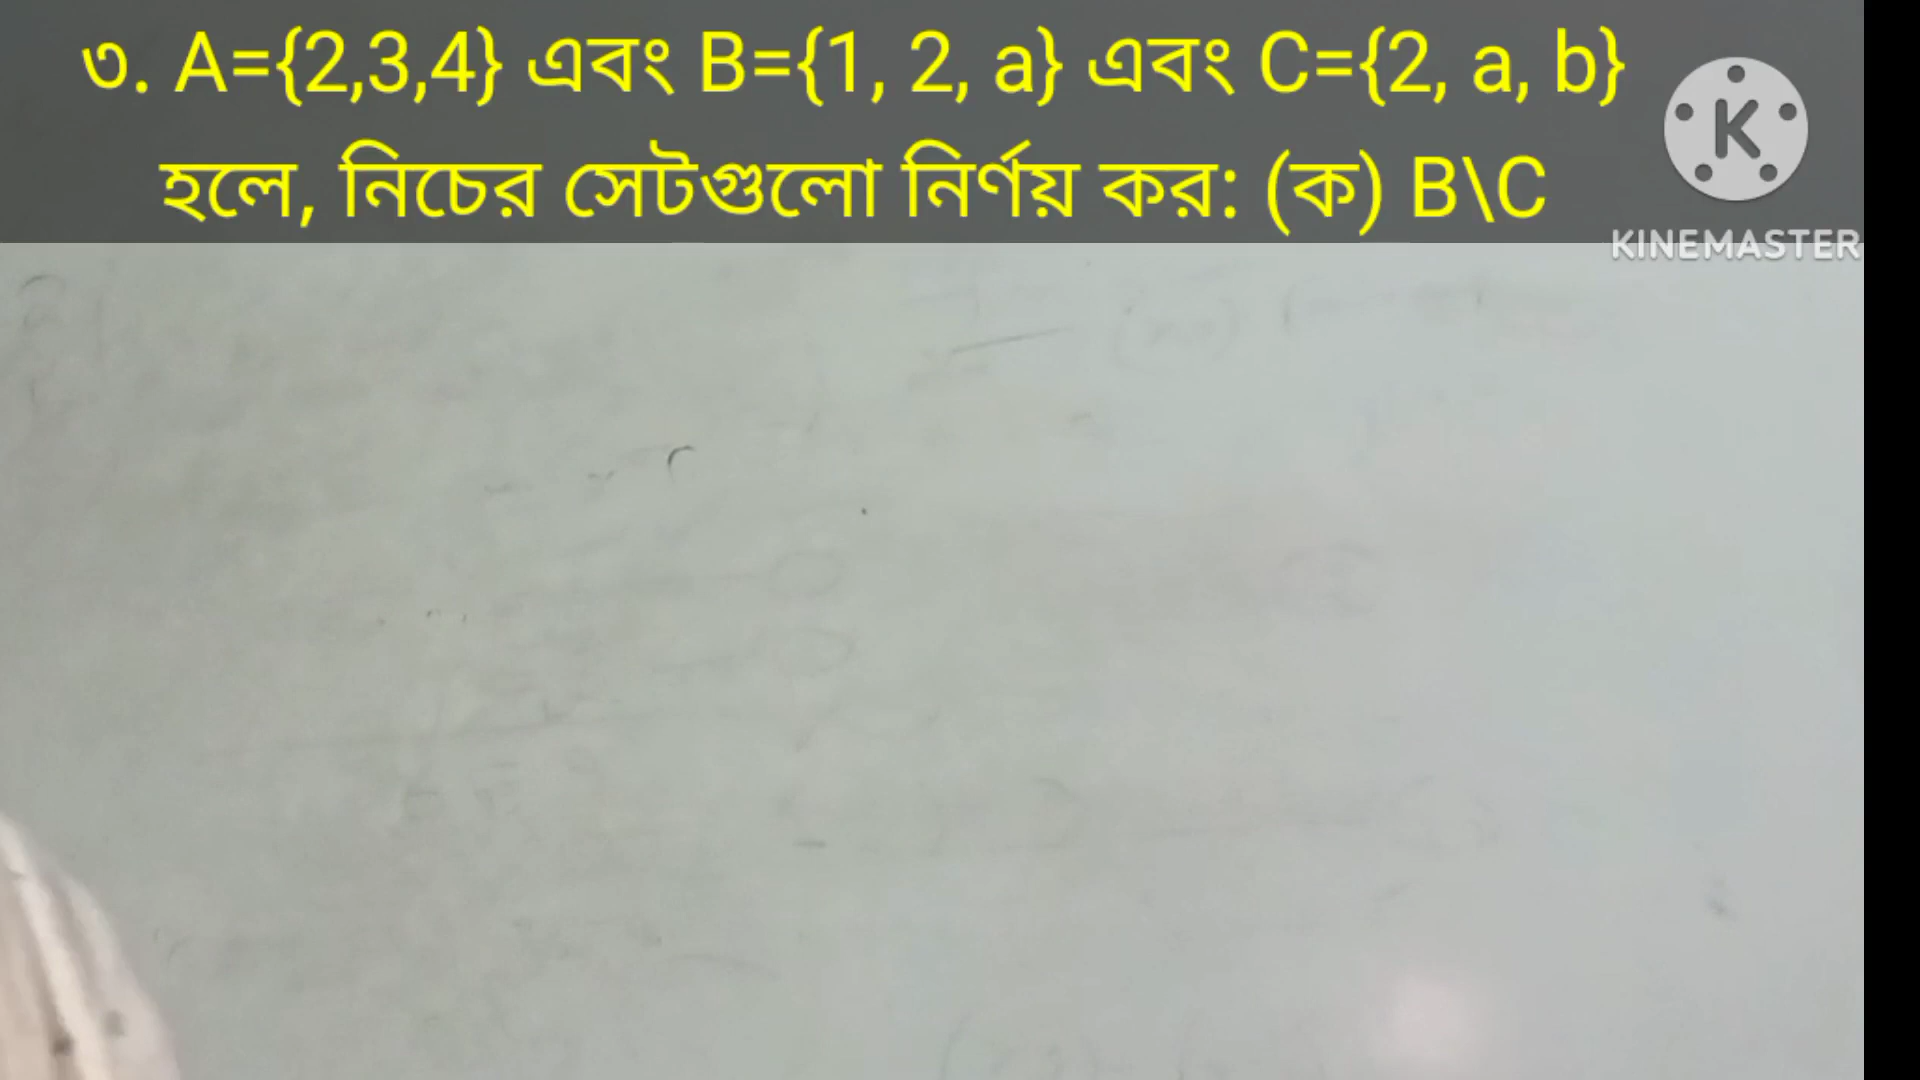 ৩. A={2,3,4} এবং B={1, 2, a} এবং C={2, a, b}
হলে, নিচের সেটগুলো নির্ণয় কর: (ক) B\C
K
KINEMASTER